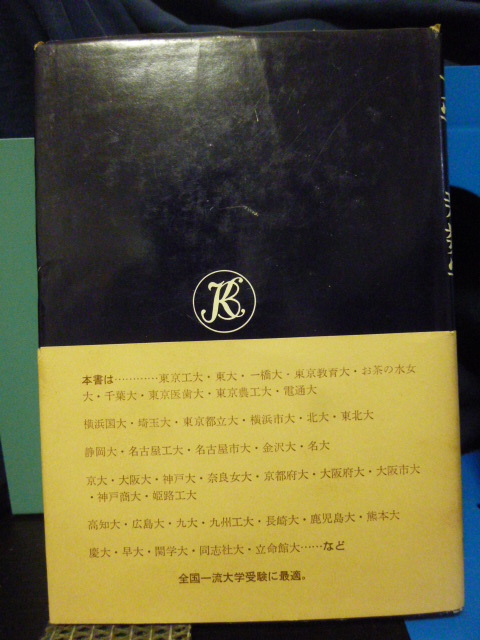 本書は…………東京工大・東大・一橋大・東京教育大・お茶の水女
大・千葉大・東京医歯大・東京農工大・電通大
横浜国大・埼玉大・東京都立大・横浜市大・北大・東北大
静岡大・名古屋工大・名古屋市大・金沢大・名大
京大・大阪大・神戸大・奈良女大・京都府大・大阪府大・大阪市大
・神戸商大・姫路工大
高知大・広島大・九大・九州工大・長崎大・鹿児島大・熊本大
慶大・早大・関学大・同志社大・立命館大……など
全国一流大学受験に最適。